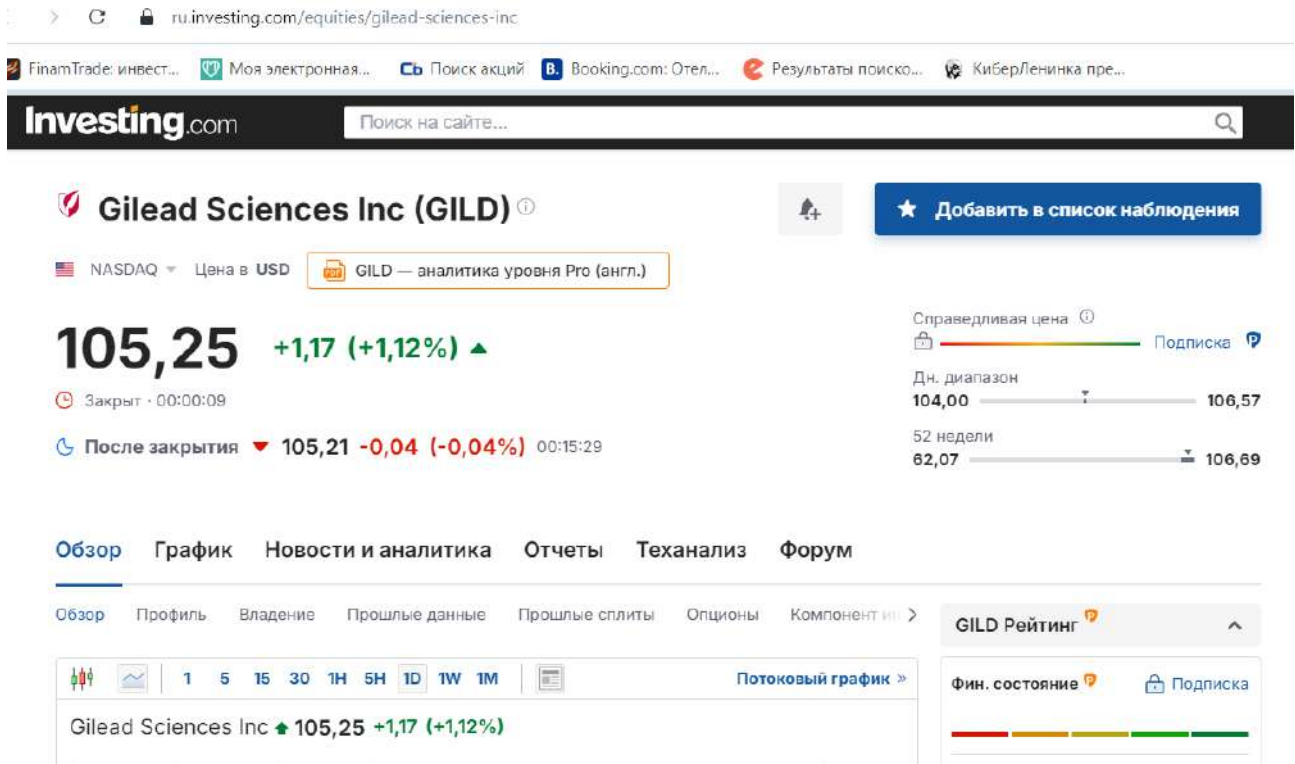 ru.investing.com/equities/gilead-sciences-inc
FinamTrade: инвест... Моя электронная... Сь Поиск акций B. Booking.com: Отел... Результаты поиско... КиберЛенинка пре...
Investing.com Поиск на сайте...
Gilead Sciences Inc (GILD)
Добавить в список наблюдения
NASDAQ Цена в USD GILD — аналитика уровня Pro (англ.)
105,25 +1,17 (+1,12%)
Закрыт · 00:00:09
После закрытия 105,21 -0,04 (-0,04%) 00:15:29
Справедливая цена
Подписка
Дн. диапазон
104,00 106,57
52 недели
62,07 106,69
Обзор График Новости и аналитика Отчеты Теханализ Форум
Обзор Профиль Владение Прошлые данные Прошлые сплиты Опционы Компонент
GILD Рейтинг
1 5 15 30 1H 5H 1D 1W 1M Потоковый график »
Gilead Sciences Inc 105,25 +1,17 (+1,12%)
Фин. состояние Подписка